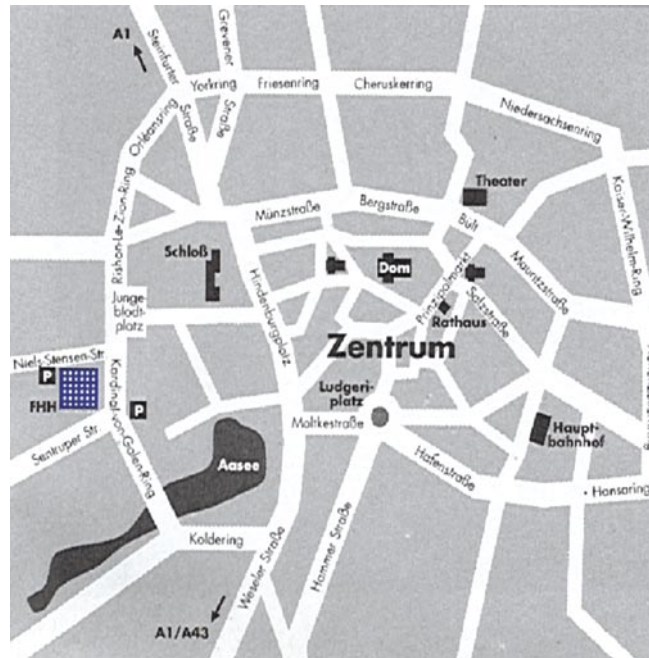 A1
Steinfurter
Straße
Grevener
Straße
Yorkring
Friesenring
Cheruskerring
Niedersachsenring
Orléansring
Kaiser-Wilhelm-Ring
Rishon-Le-Zion-Ring
Theater
Münzstraße
Bergstraße
Bült
Mauritzstraße
Schloß
Dom
Hindenburgplatz
Prinzipalmarkt
Salzstraße
Rathaus
Junge-
blodt-
platz
Zentrum
Niels-Stensen-Str.
P
FHH
P
Kardinal-von-Galen-Ring
Sentruper Str.
Ludgeri-
platz
Moltkestraße
Haupt-
bahnhof
Aasee
Hafenstraße
Hansaring
Koldering
Weseler Straße
Hammer Straße
A1/A43